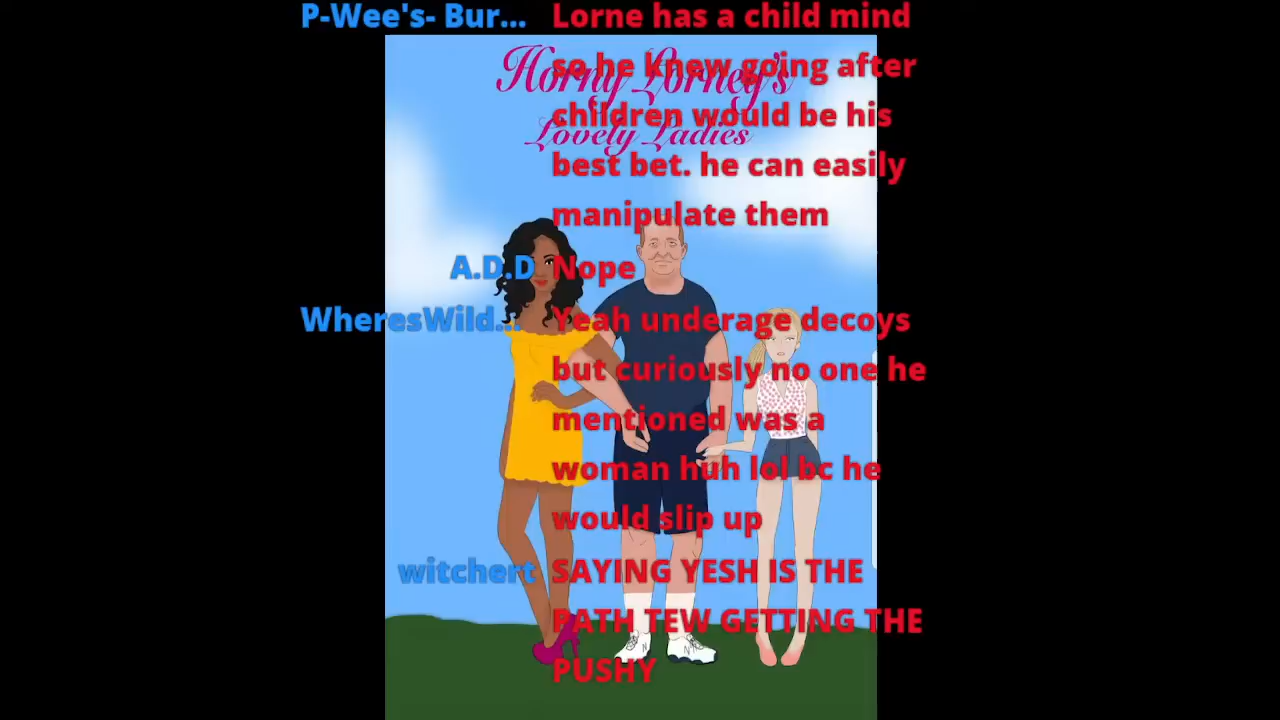 P-Wee's- Bur... Lorne has a child mind
Horny Lorney's
so he knew going after
children would be his
Lovely Ladies
best bet. he can easily
manipulate them
A.D.D Nope
WheresWild... Yeah underage decoys
but curiously no one he
mentioned was a
woman huh lol bc he
would slip up
witchert SAYING YESH IS THE
PATH TEW GETTING THE
PUSHY